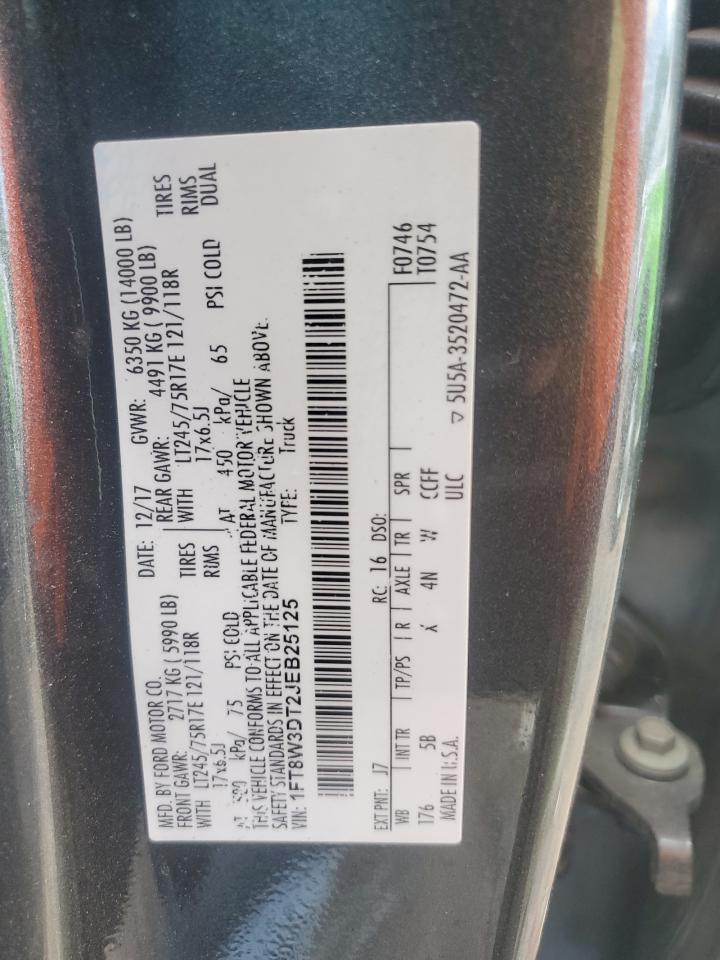 MFD. BY FORD MOTOR CO. DATE: 12/17 GVWR: 6350 KG (14000 LB)
FRONT GAWR: 2717 KG ( 5990 LB) REAR GAWR: 4491 KG ( 9900 LB)
WITH LT245/75R17E 121/118R TIRES WITH LT245/75R17E 121/118R TIRES
17x6.5J RIMS 17x6.5J RIMS
AT 520 kPa/ 75 PSI COLD AT 450 kPa/ 65 PSI COLD DUAL
THIS VEHICLE CONFORMS TO ALL APPLICABLE FEDERAL MOTOR VEHICLE
SAFETY STANDARDS IN EFFECT ON THE DATE OF MANUFACTURE SHOWN ABOVE.
VIN: 1FT8W3DT2JEB25125 TYPE: Truck
EXT PNT: J7 RC: 16 DSO: F0746
WB INT TR TP/PS R AXLE TR SPR T0754
176 5B 4N W CCFF
MADE IN U.S.A. ULC ▽ 5U5A-3520472-AA